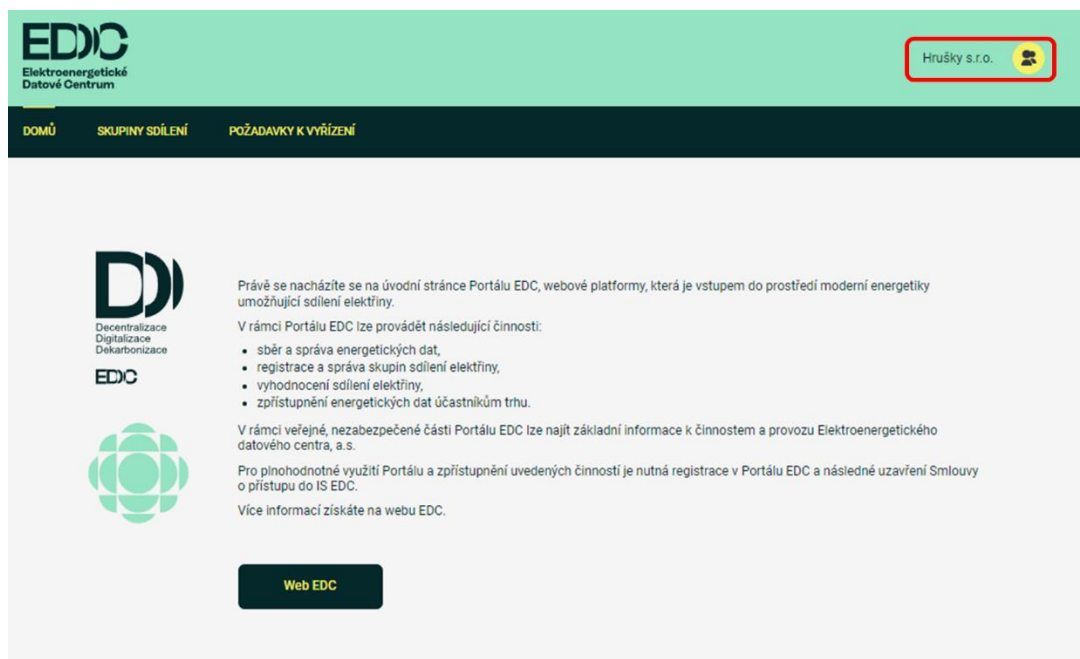 EDC
Elektroenergetické
Datové Centrum
Hrušky s.r.o.
DOMŮ SKUPINY SDÍLENÍ POŽADAVKY K VYŘÍZENÍ
Decentralizace
Digitalizace
Dekarbonizace
EDC
Právě se nacházíte se na úvodní stránce Portálu EDC, webové platformy, která je vstupem do prostředí moderní energetiky
umožňující sdílení elektřiny.
V rámci Portálu EDC lze provádět následující činnosti:
• sběr a správa energetických dat,
• registrace a správa skupin sdílení elektřiny,
• vyhodnocení sdílení elektřiny,
• zpřístupnění energetických dat účastníkům trhu.
V rámci veřejné, nezabezpečené části Portálu EDC lze najít základní informace k činnostem a provozu Elektroenergetického
datového centra, a.s.
Pro plnohodnotné využití Portálu a zpřístupnění uvedených činností je nutná registrace v Portálu EDC a následné uzavření Smlouvy
o přístupu do IS EDC.
Více informací získáte na webu EDC.
Web EDC